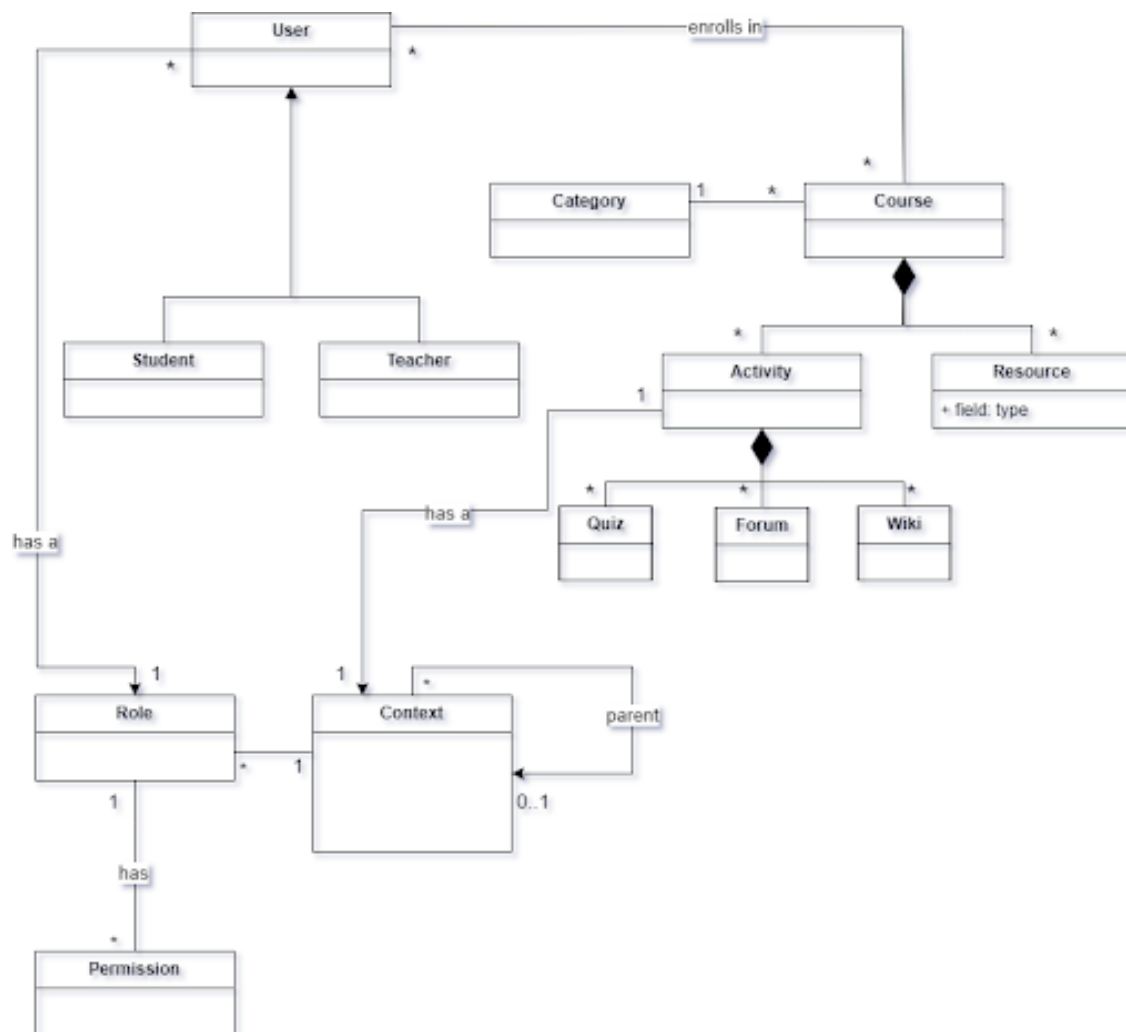 User
enrolls in
*
*
*
Category
1
*
Course
Student
Teacher
*
*
Activity
Resource
+ field: type
1
has a
*
*
*
Quiz
Forum
Wiki
has a
1
1
*
Role
Context
parent
*
1
0..1
1
has
*
Permission